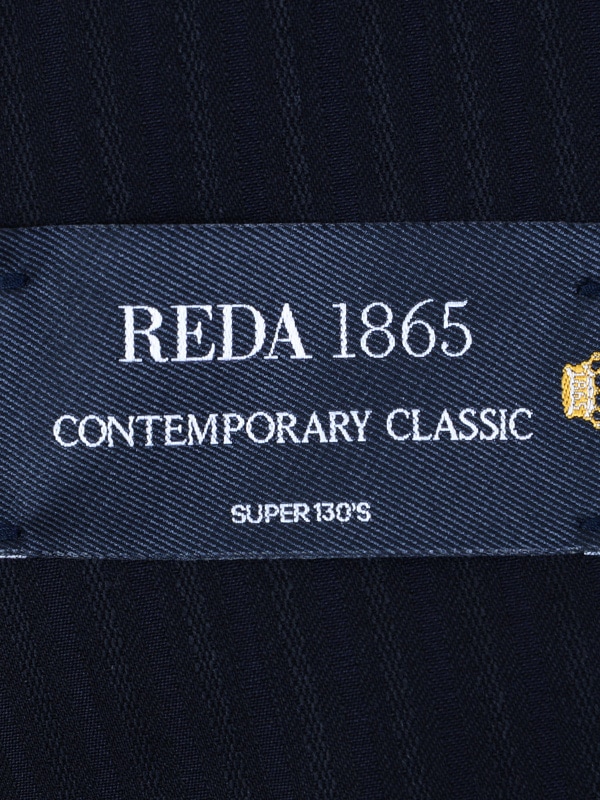 REDA 1865
CONTEMPORARY CLASSIC
SUPER 130'S